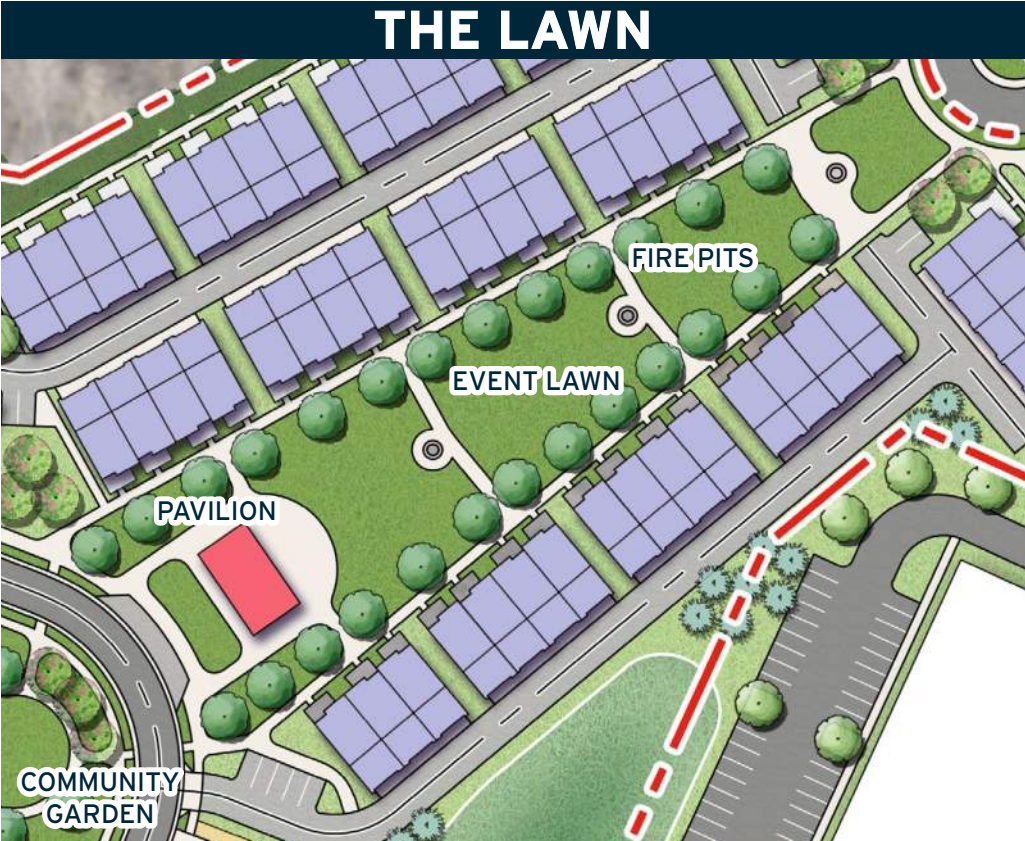 THE LAWN
FIRE PITS
EVENT LAWN
PAVILION
COMMUNITY
GARDEN